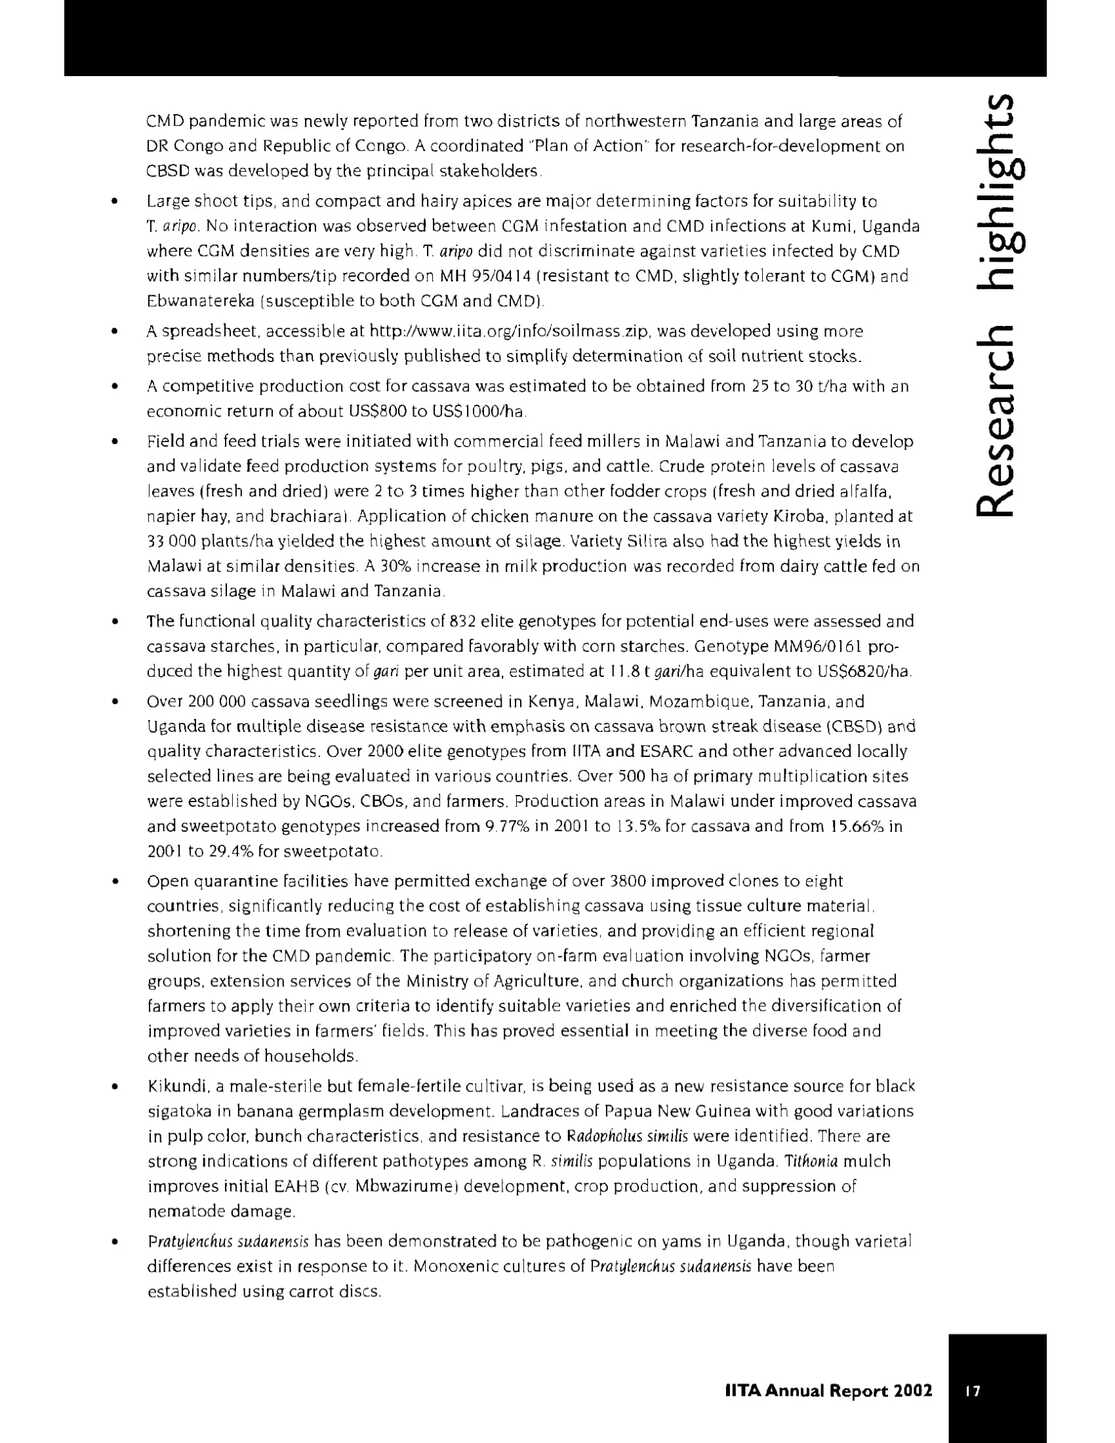 CMD pandemic was newly reported from two districts of northwestern Tanzania and large areas of
DR Congo and Republic of Congo. A coordinated "Plan of Action" for research-for-development on
CBSD was developed by the principal stakeholders.
• Large shoot tips, and compact and hairy apices are major determining factors for suitability to
T. aripo. No interaction was observed between CGM infestation and CMD infections at Kumi, Uganda
where CGM densities are very high. T. aripo did not discriminate against varieties infected by CMD
with similar numbers/tip recorded on MH 95/0414 (resistant to CMD, slightly tolerant to CGM) and
Ebwanatereka (susceptible to both CGM and CMD).
• A spreadsheet, accessible at http://www.iita.org/info/soilmass.zip, was developed using more
precise methods than previously published to simplify determination of soil nutrient stocks.
• A competitive production cost for cassava was estimated to be obtained from 25 to 30 t/ha with an
economic return of about US$800 to US$1000/ha.
• Field and feed trials were initiated with commercial feed millers in Malawi and Tanzania to develop
and validate feed production systems for poultry, pigs, and cattle. Crude protein levels of cassava
leaves (fresh and dried) were 2 to 3 times higher than other fodder crops (fresh and dried alfalfa,
napier hay, and brachiara). Application of chicken manure on the cassava variety Kiroba, planted at
33 000 plants/ha yielded the highest amount of silage. Variety Silira also had the highest yields in
Malawi at similar densities. A 30% increase in milk production was recorded from dairy cattle fed on
cassava silage in Malawi and Tanzania.
• The functional quality characteristics of 832 elite genotypes for potential end-uses were assessed and
cassava starches, in particular, compared favorably with corn starches. Genotype MM96/0161 pro-
duced the highest quantity of gari per unit area, estimated at 11.8 t gari/ha equivalent to US$6820/ha.
• Over 200 000 cassava seedlings were screened in Kenya, Malawi, Mozambique, Tanzania, and
Uganda for multiple disease resistance with emphasis on cassava brown streak disease (CBSD) and
quality characteristics. Over 2000 elite genotypes from IITA and ESARC and other advanced locally
selected lines are being evaluated in various countries. Over 500 ha of primary multiplication sites
were established by NGOs, CBOs, and farmers. Production areas in Malawi under improved cassava
and sweetpotato genotypes increased from 9.77% in 2001 to 13.5% for cassava and from 15.66% in
2001 to 29.4% for sweetpotato.
• Open quarantine facilities have permitted exchange of over 3800 improved clones to eight
countries, significantly reducing the cost of establishing cassava using tissue culture material,
shortening the time from evaluation to release of varieties, and providing an efficient regional
solution for the CMD pandemic. The participatory on-farm evaluation involving NGOs, farmer
groups, extension services of the Ministry of Agriculture, and church organizations has permitted
farmers to apply their own criteria to identify suitable varieties and enriched the diversification of
improved varieties in farmers' fields. This has proved essential in meeting the diverse food and
other needs of households.
• Kikundi, a male-sterile but female-fertile cultivar, is being used as a new resistance source for black
sigatoka in banana germplasm development. Landraces of Papua New Guinea with good variations
in pulp color, bunch characteristics, and resistance to Radopholus similis were identified. There are
strong indications of different pathotypes among R. similis populations in Uganda. Tithonia mulch
improves initial EAHB (cv. Mbwazirume) development, crop production, and suppression of
nematode damage.
• Pratylenchus sudanensis has been demonstrated to be pathogenic on yams in Uganda, though varietal
differences exist in response to it. Monoxenic cultures of Pratylenchus sudanensis have been
established using carrot discs.
Research highlights
IITA Annual Report 2002 17